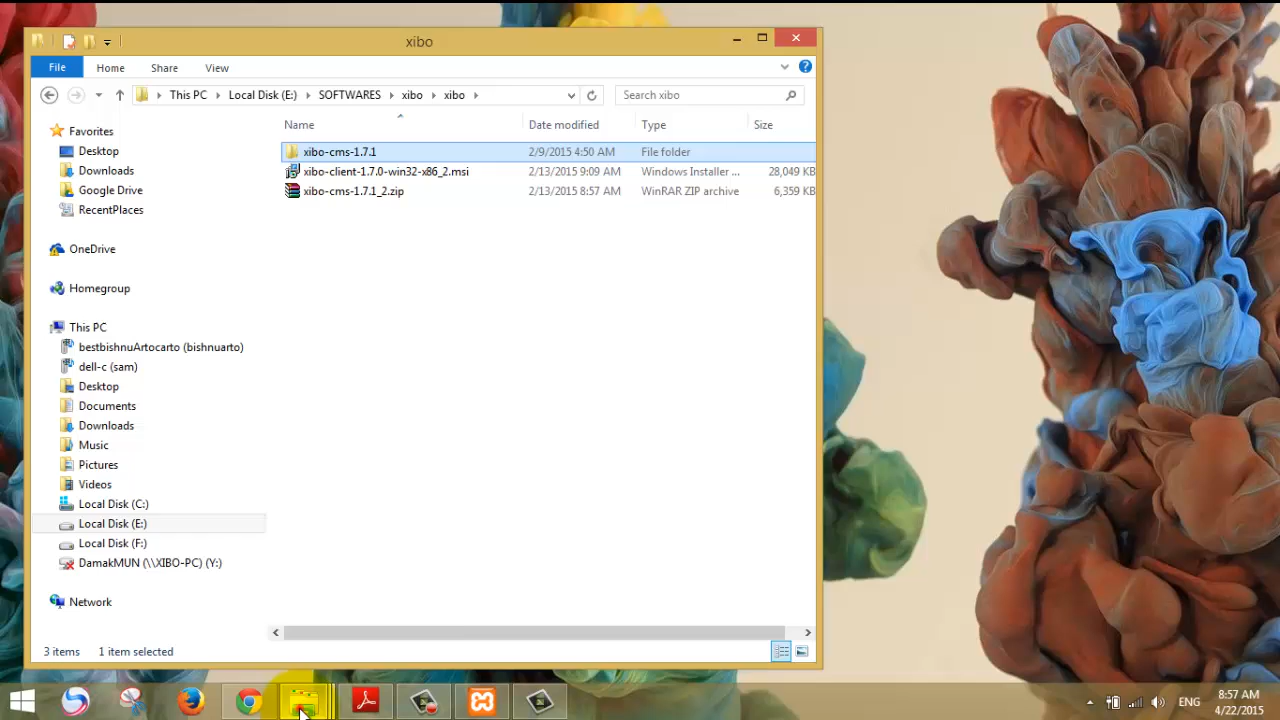 xibo
File Home Share View
This PC Local Disk (E:) SOFTWARES xibo xibo
Search xibo
Name Date modified Type Size
xibo-cms-1.7.1 2/9/2015 4:50 AM File folder
xibo-client-1.7.0-win32-x86_2.msi 2/13/2015 9:09 AM Windows Installer ... 28,049 KB
xibo-cms-1.7.1_2.zip 2/13/2015 8:57 AM WinRAR ZIP archive 6,359 KB
Favorites
Desktop
Downloads
Google Drive
RecentPlaces
OneDrive
Homegroup
This PC
bestbishnuArtocarto (bishnuarto)
dell-c (sam)
Desktop
Documents
Downloads
Music
Pictures
Videos
Local Disk (C:)
Local Disk (E:)
Local Disk (F:)
DamakMUN (\\XIBO-PC) (Y:)
Network
3 items 1 item selected
ENG
8:57 AM
4/22/2015